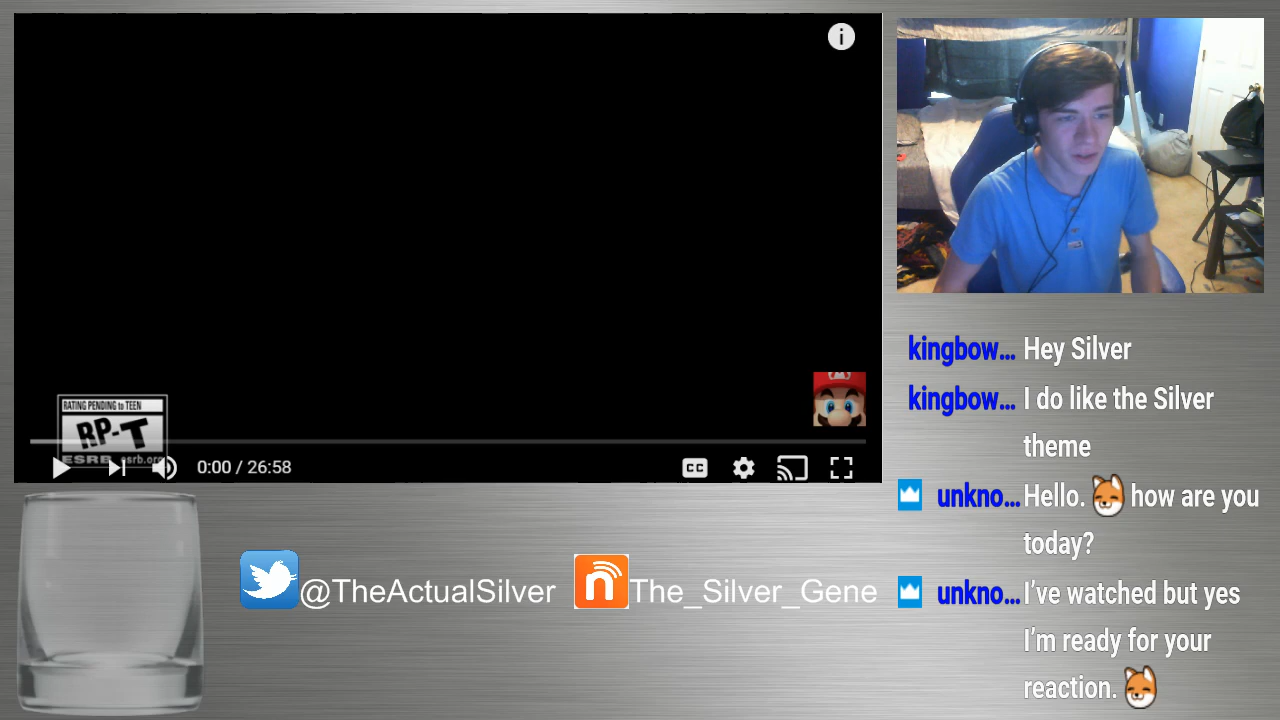 i
RATING PENDING to TEEN
RP-T
ESRB esrb.org
0:00 / 26:58
CC
@TheActualSilver
n
The_Silver_Gene
kingbow... Hey Silver
kingbow... I do like the Silver
theme
unkno... Hello. 🦊 how are you
today?
unkno... I've watched but yes
I'm ready for your
reaction. 🦊